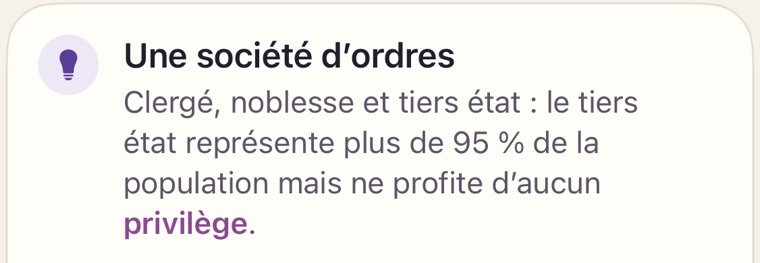 Une société d’ordres
Clergé, noblesse et tiers état : le tiers
état représente plus de 95 % de la
population mais ne profite d’aucun
privilège.